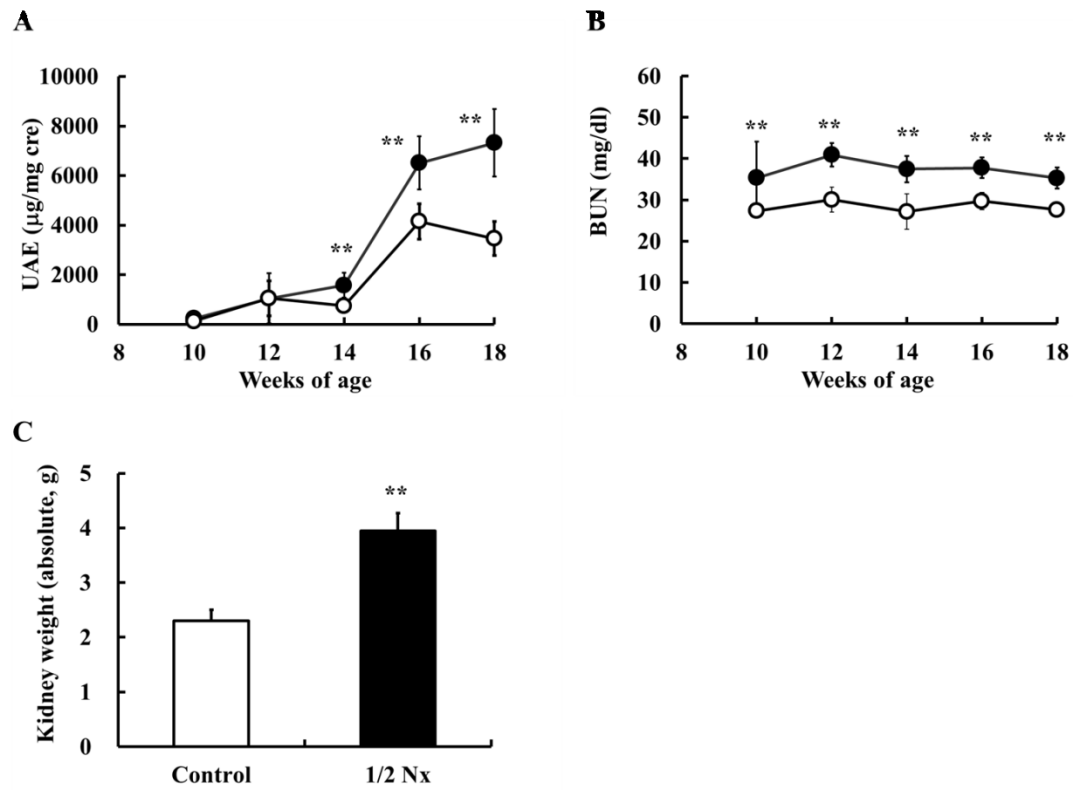 A
UAE (µg/mg cre)
10000
8000
6000
4000
2000
0
**
**
**
8 10 12 14 16 18
Weeks of age
B
BUN (mg/dl)
60
50
40
30
20
10
0
** ** ** ** **
8 10 12 14 16 18
Weeks of age
C
Kidney weight (absolute, g)
5
4
3
2
1
0
**
Control 1/2 Nx